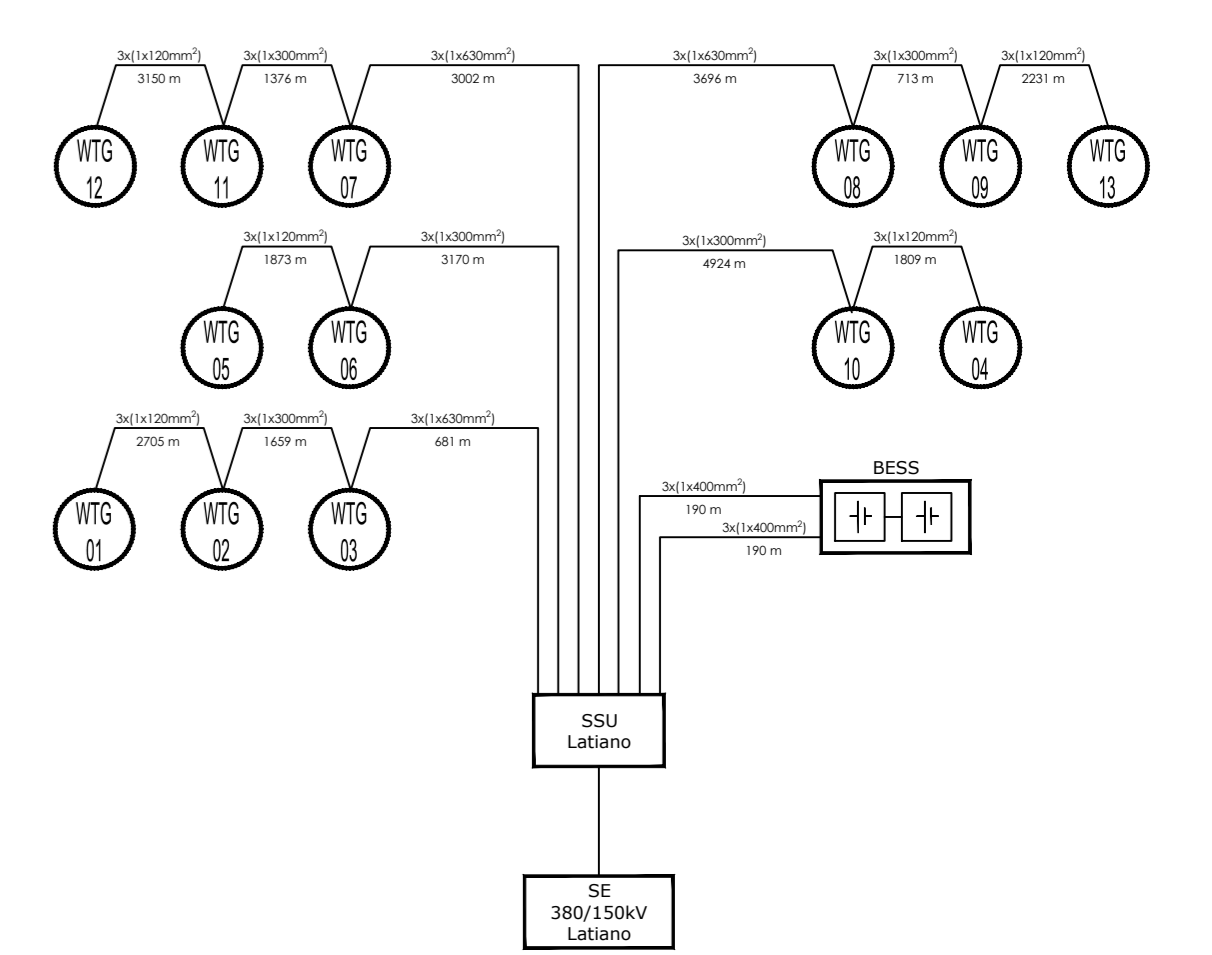 3x(1x120mm²)
3150 m
3x(1x300mm²)
1376 m
3x(1x630mm²)
3002 m
3x(1x630mm²)
3696 m
3x(1x300mm²)
713 m
3x(1x120mm²)
2231 m
WTG
12
WTG
11
WTG
07
WTG
08
WTG
09
WTG
13
3x(1x120mm²)
1873 m
3x(1x300mm²)
3170 m
3x(1x300mm²)
4924 m
3x(1x120mm²)
1809 m
WTG
05
WTG
06
WTG
10
WTG
04
3x(1x120mm²)
2705 m
3x(1x300mm²)
1659 m
3x(1x630mm²)
681 m
WTG
01
WTG
02
WTG
03
BESS
3x(1x400mm²)
190 m
3x(1x400mm²)
190 m
SSU
Latiano
SE
380/150kV
Latiano